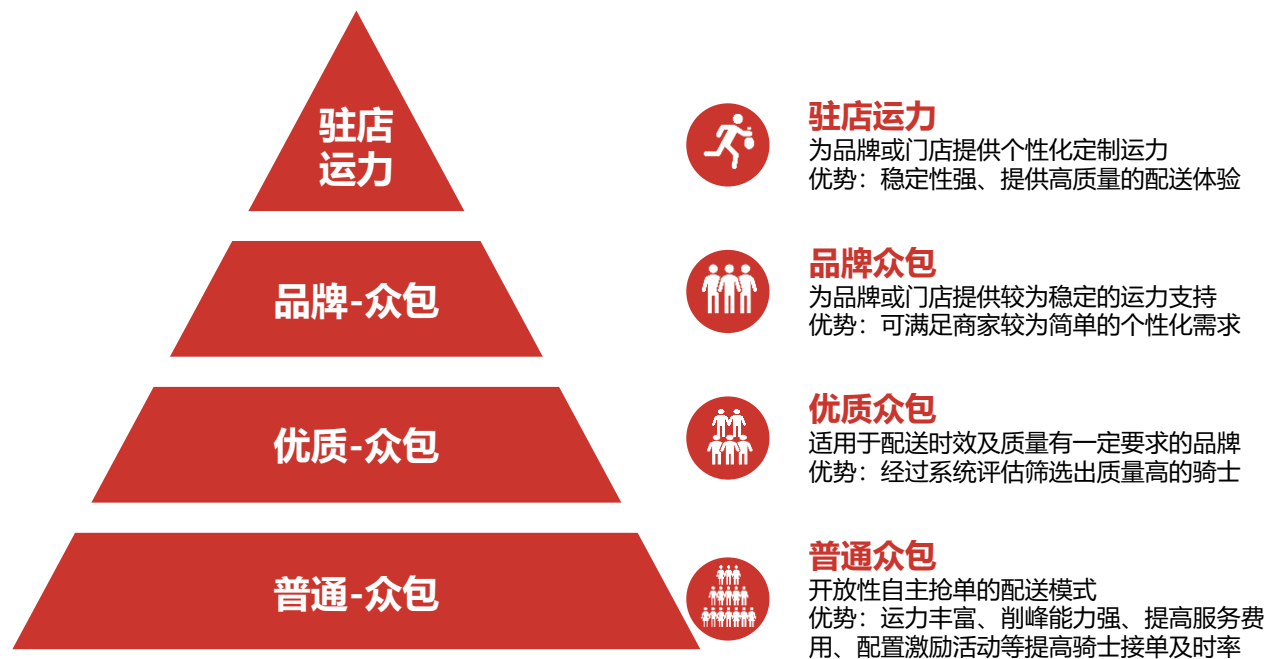 驻店
运力
品牌-众包
优质-众包
普通-众包
驻店运力
为品牌或门店提供个性化定制运力
优势：稳定性强、提供高质量的配送体验
品牌众包
为品牌或门店提供较为稳定的运力支持
优势：可满足商家较为简单的个性化需求
优质众包
适用于配送时效及质量有一定要求的品牌
优势：经过系统评估筛选出质量高的骑士
普通众包
开放性自主抢单的配送模式
优势：运力丰富、削峰能力强、提高服务费
用、配置激励活动等提高骑士接单及时率